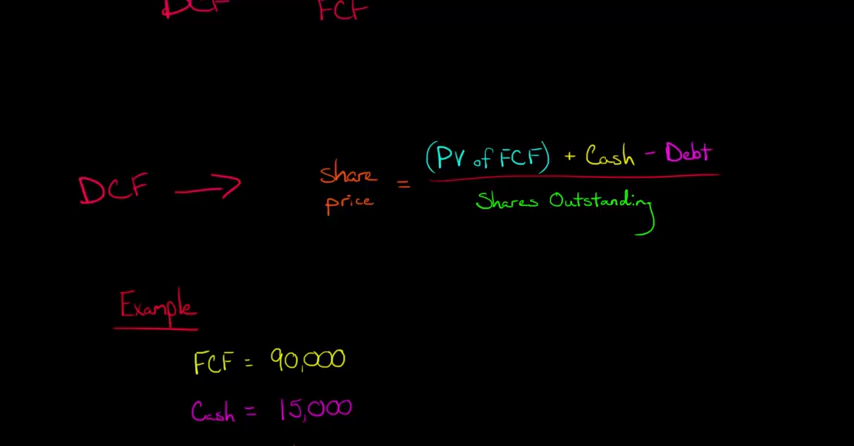 DCF FCF
DCF → share price = (PV of FCF) + Cash - Debt
Shares Outstanding
Example
FCF = 90,000
Cash = 15,000